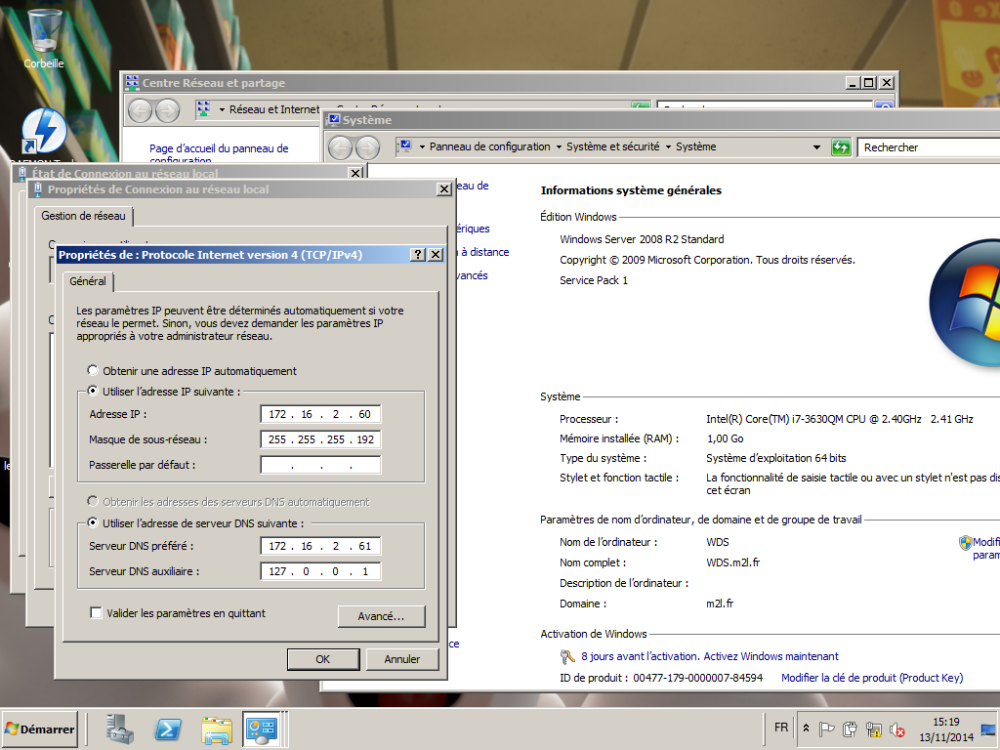 Corbeille
Centre Réseau et partage
Réseau et Internet
Page d'accueil du panneau de
configuration
Système
Panneau de configuration
Système et sécurité
Système
Rechercher
État de Connexion au réseau local
Propriétés de Connexion au réseau local
Gestion de réseau
Propriétés de : Protocole Internet version 4 (TCP/IPv4)
Général
Les paramètres IP peuvent être déterminés automatiquement si votre
réseau le permet. Sinon, vous devez demander les paramètres IP
appropriés à votre administrateur réseau.
Obtenir une adresse IP automatiquement
Utiliser l'adresse IP suivante :
Adresse IP : 172 . 16 . 2 . 60
Masque de sous-réseau : 255 . 255 . 255 . 192
Passerelle par défaut : . . .
Obtenir les adresses des serveurs DNS automatiquement
Utiliser l'adresse de serveur DNS suivante :
Serveur DNS préféré : 172 . 16 . 2 . 61
Serveur DNS auxiliaire : 127 . 0 . 0 . 1
Valider les paramètres en quittant
Avancé...
OK
Annuler
eau de
ériques
à distance
vancés
ce
Informations système générales
Édition Windows
Windows Server 2008 R2 Standard
Copyright © 2009 Microsoft Corporation. Tous droits réservés.
Service Pack 1
Système
Processeur : Intel(R) Core(TM) i7-3630QM CPU @ 2.40GHz 2.41 GHz
Mémoire installée (RAM) : 1,00 Go
Type du système : Système d'exploitation 64 bits
Stylet et fonction tactile : La fonctionnalité de saisie tactile ou avec un stylet n'est pas dis
cet écran
Paramètres de nom d'ordinateur, de domaine et de groupe de travail
Nom de l'ordinateur : WDS
Modifi
param
Nom complet : WDS.m2l.fr
Description de l'ordinateur :
Domaine : m2l.fr
Activation de Windows
8 jours avant l'activation. Activez Windows maintenant
ID de produit : 00477-179-0000007-84594 Modifier la clé de produit (Product Key)
Démarrer
FR
15:19
13/11/2014